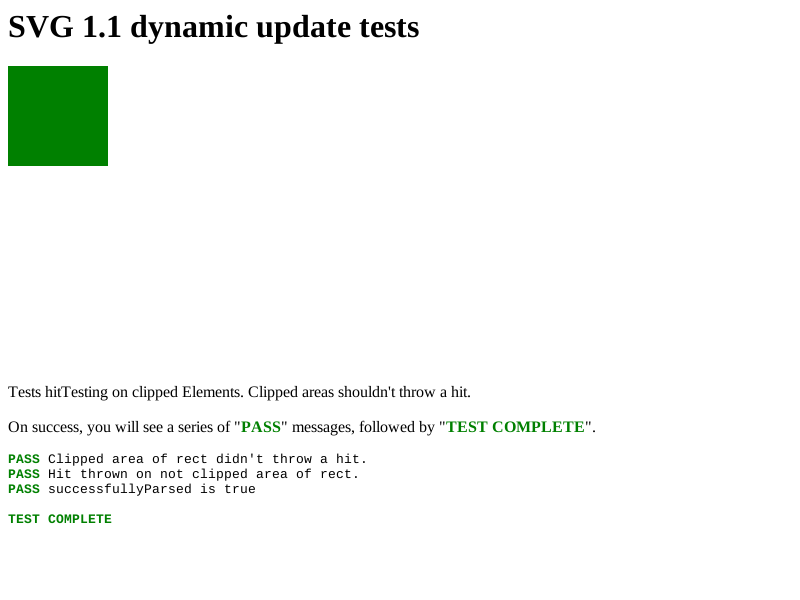 SVG 1.1 dynamic update tests
Tests hitTesting on clipped Elements. Clipped areas shouldn't throw a hit.
On success, you will see a series of "PASS" messages, followed by "TEST COMPLETE".
PASS Clipped area of rect didn't throw a hit.
PASS Hit thrown on not clipped area of rect.
PASS successfullyParsed is true
TEST COMPLETE